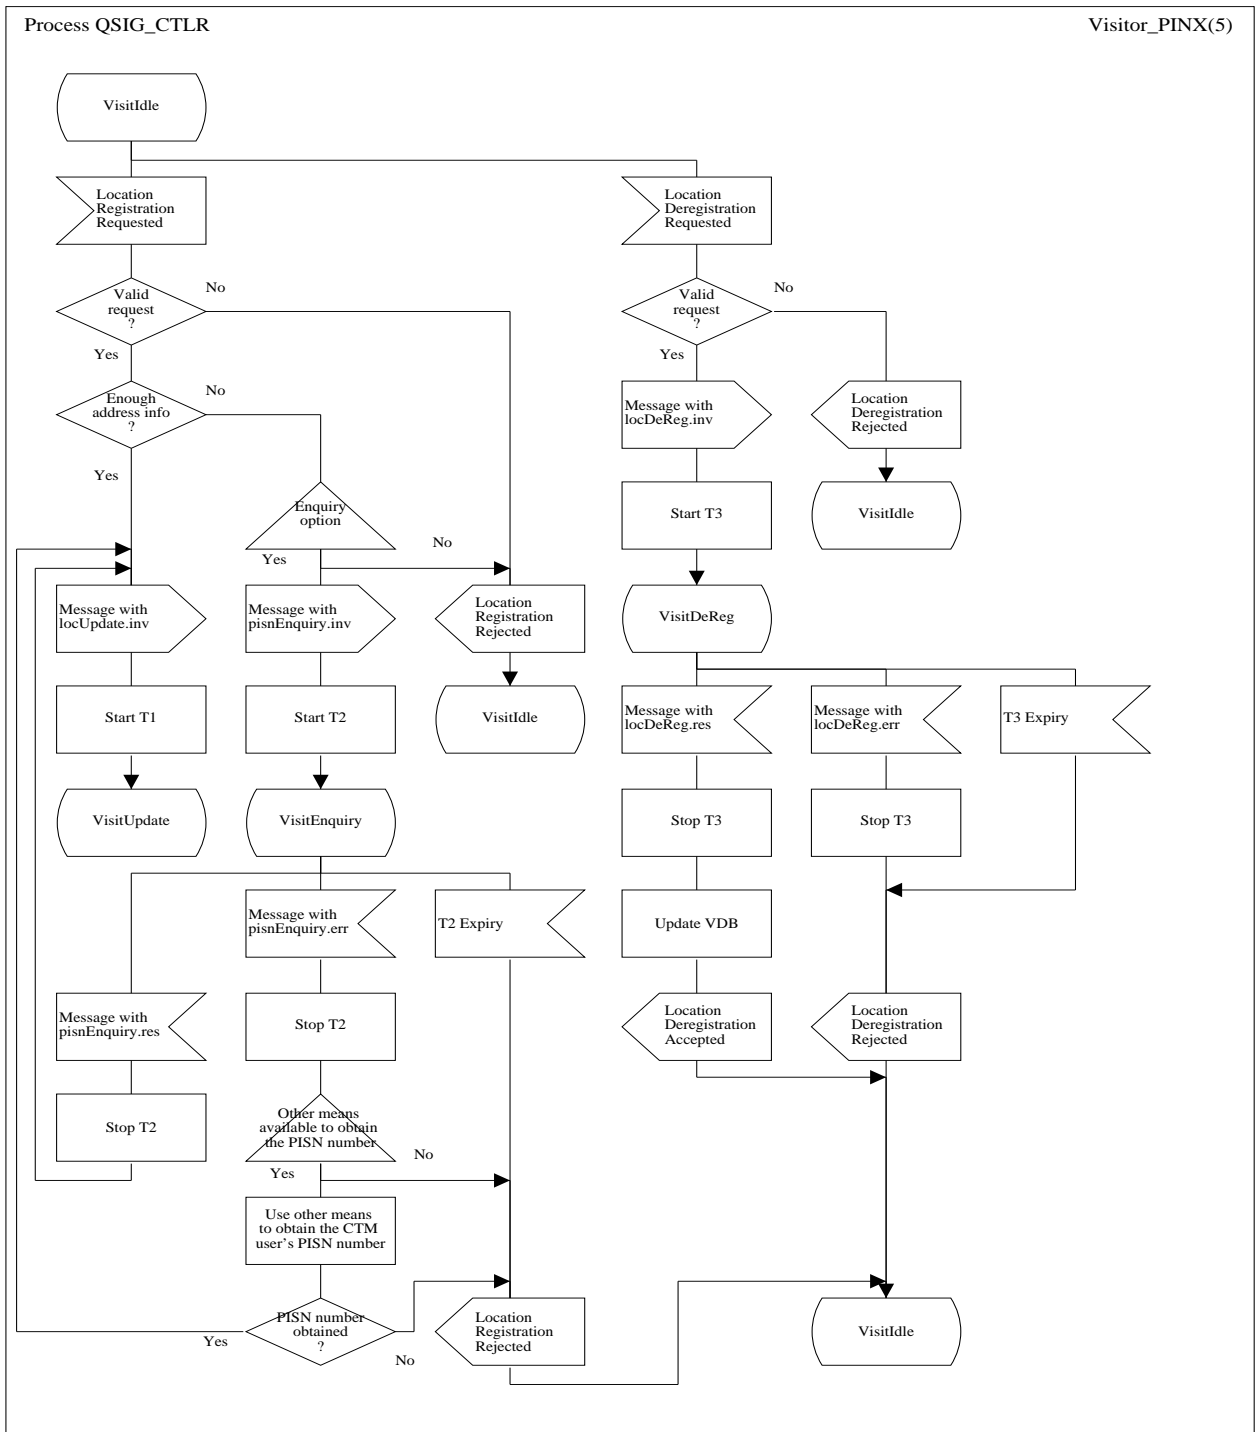 Process QSIG_CTLR
Visitor_PINX(5)
VisitIdle
Location
Registration
Requested
Location
Deregistration
Requested
Valid
request
?
No
Yes
Valid
request
?
No
Yes
Enough
address info
?
No
Yes
Message with
locDeReg.inv
Location
Deregistration
Rejected
Enquiry
option
Yes
No
Start T3
VisitIdle
Message with
locUpdate.inv
Message with
pisnEnquiry.inv
Location
Registration
Rejected
VisitDeReg
Start T1
Start T2
VisitIdle
Message with
locDeReg.res
Message with
locDeReg.err
T3 Expiry
VisitUpdate
VisitEnquiry
Stop T3
Stop T3
Message with
pisnEnquiry.err
T2 Expiry
Update VDB
Message with
pisnEnquiry.res
Stop T2
Location
Deregistration
Accepted
Location
Deregistration
Rejected
Stop T2
Other means
available to obtain
the PISN number
No
Yes
Use other means
to obtain the CTM
user's PISN number
PISN number
obtained
?
Yes
No
Location
Registration
Rejected
VisitIdle